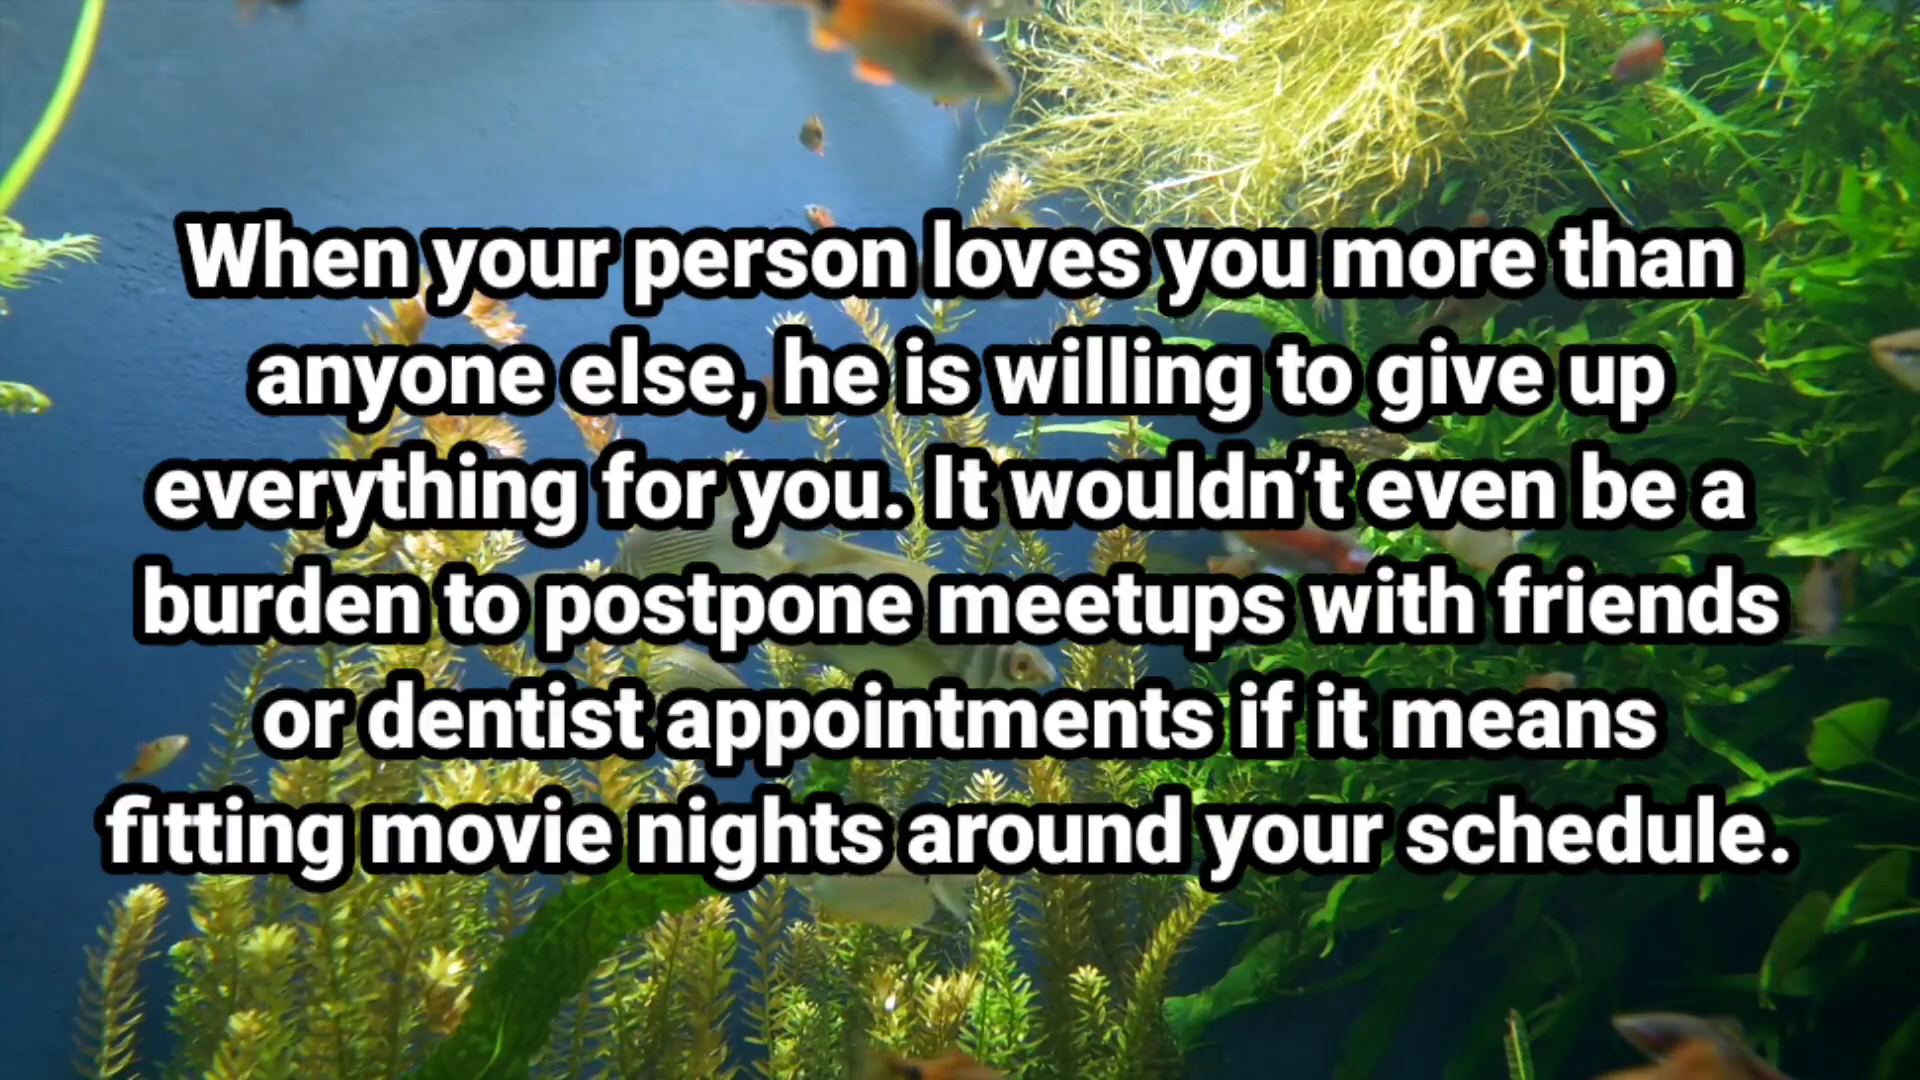 When your person loves you more than
anyone else, he is willing to give up
everything for you. It wouldn’t even be a
burden to postpone meetups with friends
or dentist appointments if it means
fitting movie nights around your schedule.